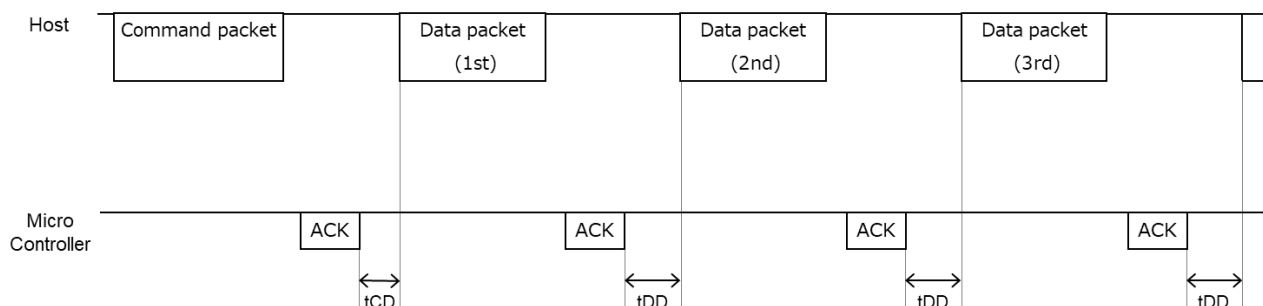 Host
Command packet
Data packet
(1st)
Data packet
(2nd)
Data packet
(3rd)
Micro
Controller
ACK
ACK
ACK
ACK
tCD
tDD
tDD
tDD